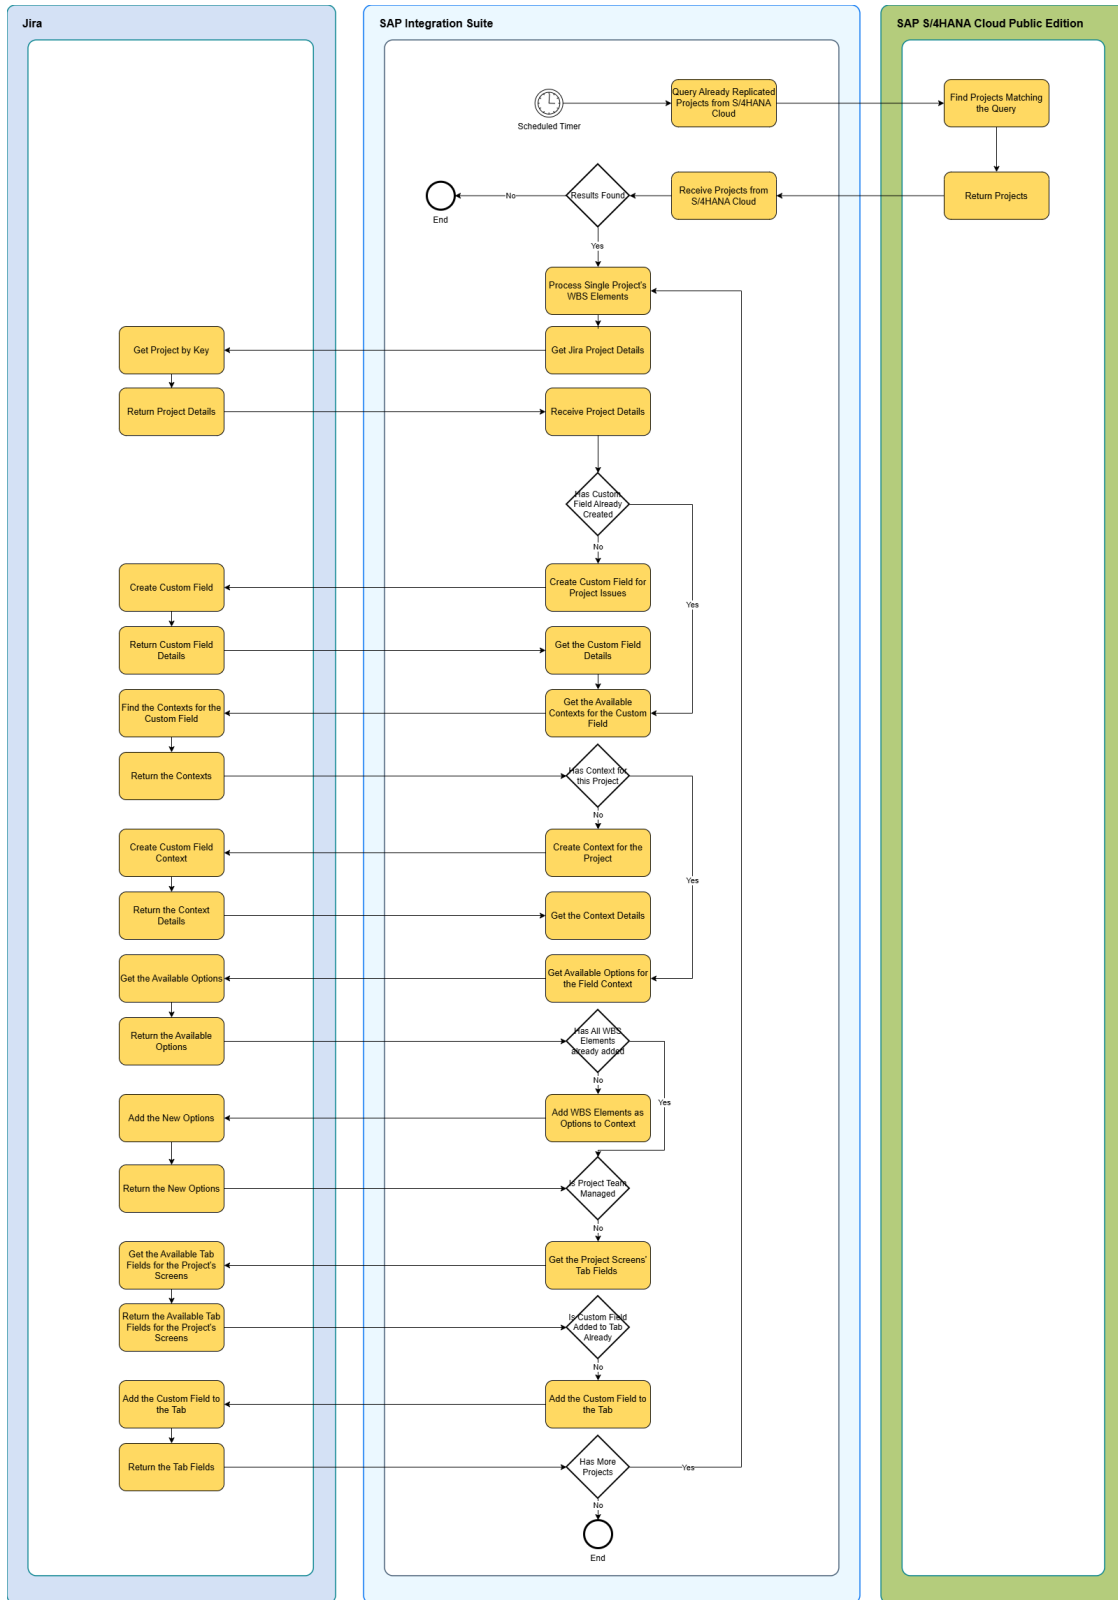 Jira
SAP Integration Suite
SAP S/4HANA Cloud Public Edition
Scheduled Timer
Query Already Replicated
Projects from S/4HANA
Cloud
Find Projects Matching
the Query
End
No
Results Found
Receive Projects from
S/4HANA Cloud
Return Projects
Yes
Process Single Project's
WBS Elements
Get Project by Key
Get Jira Project Details
Return Project Details
Receive Project Details
Has Custom
Field Already
Created
No
Yes
Create Custom Field
Create Custom Field for
Project Issues
Return Custom Field
Details
Get the Custom Field
Details
Find the Contexts for the
Custom Field
Get the Available
Contexts for the Custom
Field
Return the Contexts
Has Context for
this Project
No
Yes
Create Custom Field
Context
Create Context for the
Project
Return the Context
Details
Get the Context Details
Get the Available Options
Get Available Options for
the Field Context
Return the Available
Options
Has All WBS
Elements
already added
No
Yes
Add the New Options
Add WBS Elements as
Options to Context
Return the New Options
Is Project Team
Managed
No
Get the Available Tab
Fields for the Project's
Screens
Get the Project Screens'
Tab Fields
Return the Available Tab
Fields for the Project's
Screens
Is Custom Field
Added to Tab
Already
No
Add the Custom Field to
the Tab
Add the Custom Field to
the Tab
Return the Tab Fields
Has More
Projects
Yes
No
End